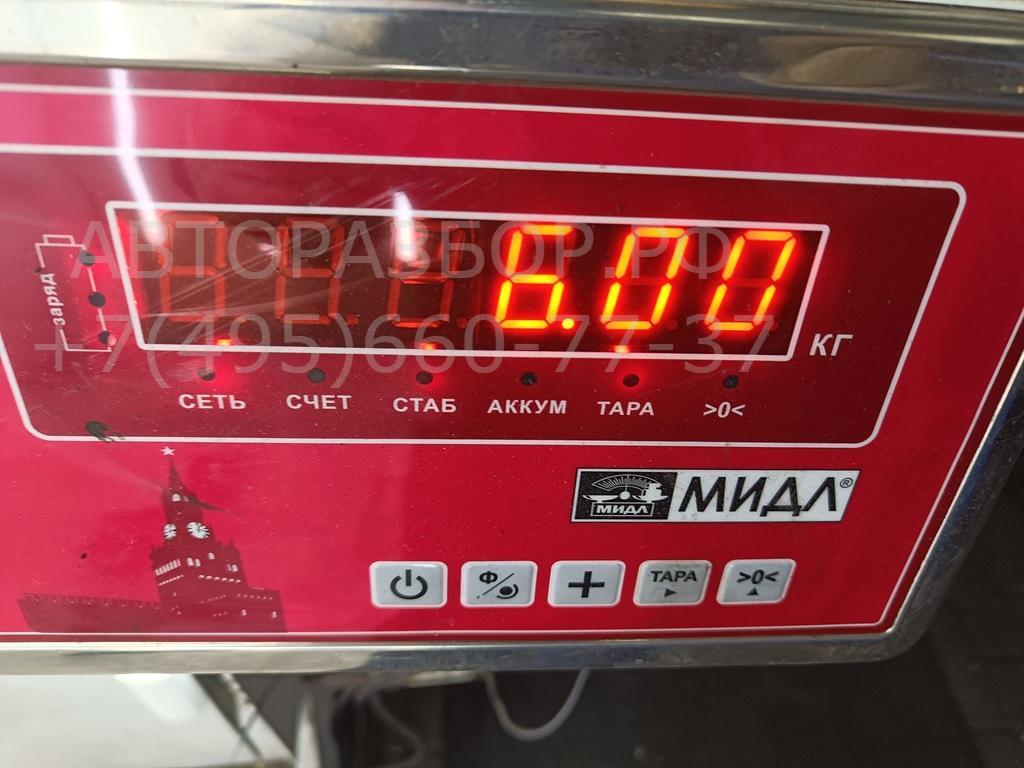 АВТОРАЗБОР.РФ
+7(495)660-77-37
заряд
6.00
КГ
СЕТЬ СЧЕТ СТАБ АККУМ ТАРА >0<
МИДЛ МИДЛ®
Ф ТАРА >0<